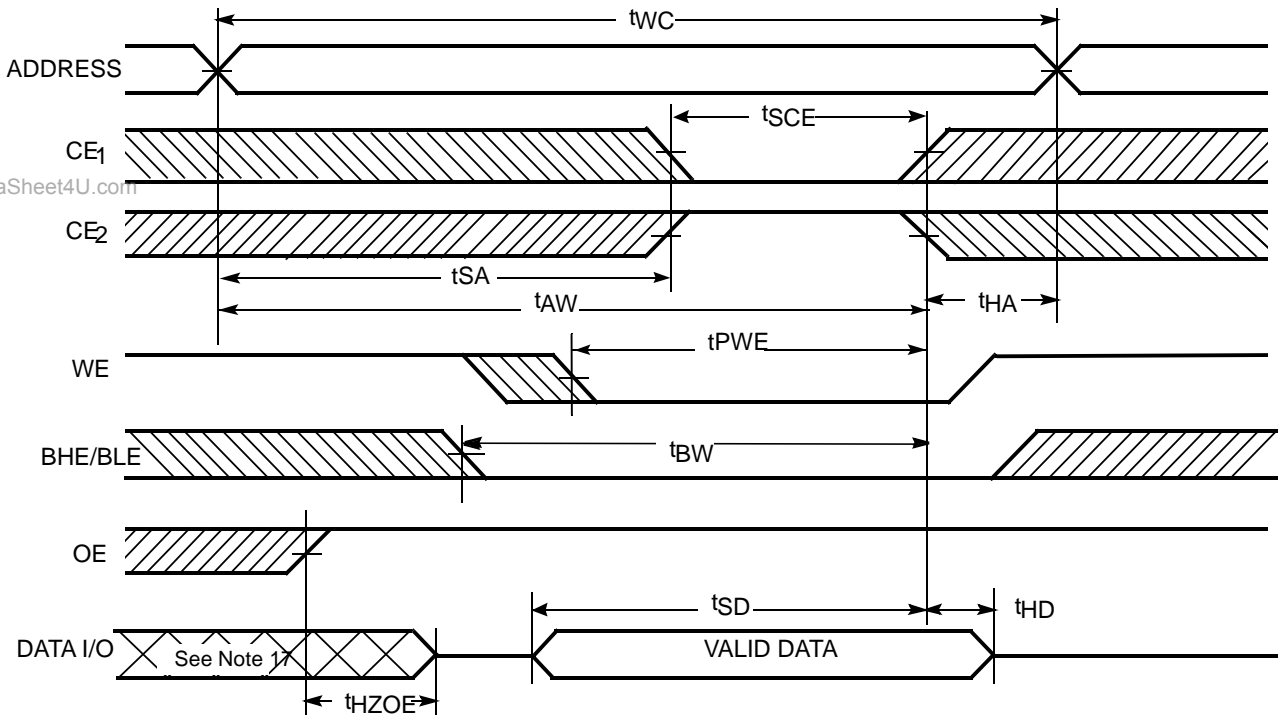 tWC
ADDRESS
tSCE
CE1
aSheet4U.com
CE2
tSA
tAW
tHA
tPWE
WE
tBW
BHE/BLE
OE
tSD
tHD
DATA I/O
See Note 17
VALID DATA
tHZOE